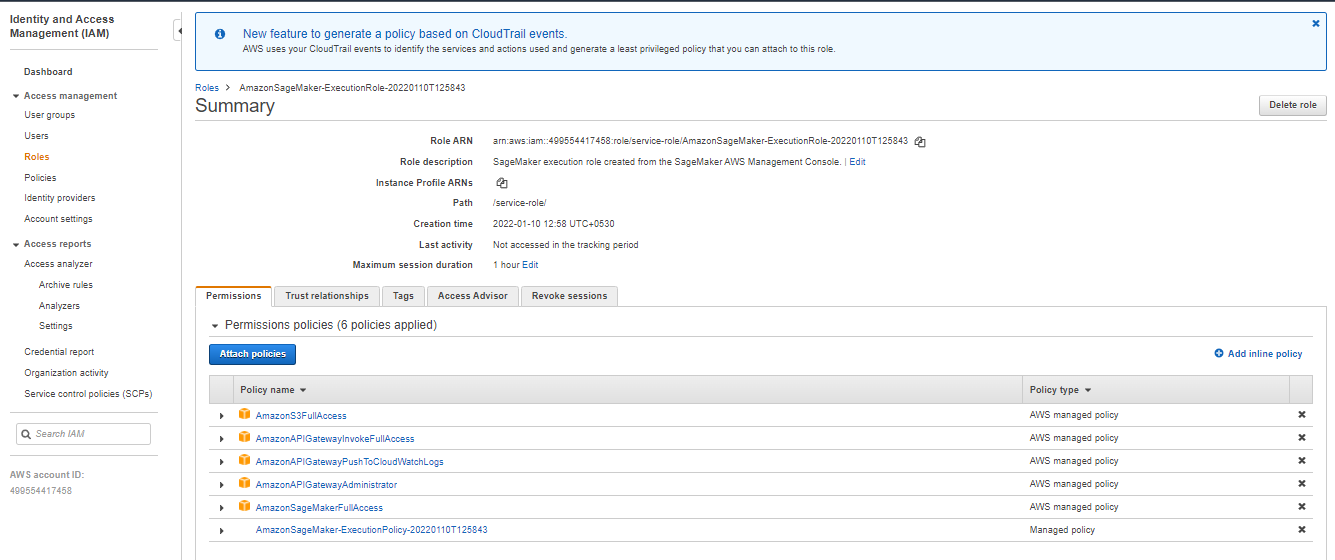 Identity and Access
Management (IAM)
Dashboard
Access management
User groups
Users
Roles
Policies
Identity providers
Account settings
Access reports
Access analyzer
Archive rules
Analyzers
Settings
Credential report
Organization activity
Service control policies (SCPs)
Search IAM
AWS account ID:
499554417458
New feature to generate a policy based on CloudTrail events.
AWS uses your CloudTrail events to identify the services and actions used and generate a least privileged policy that you can attach to this role.
Roles > AmazonSageMaker-ExecutionRole-20220110T125843
Summary
Delete role
Role ARN arn:aws:iam::499554417458:role/service-role/AmazonSageMaker-ExecutionRole-20220110T125843
Role description SageMaker execution role created from the SageMaker AWS Management Console. | Edit
Instance Profile ARNs
Path /service-role/
Creation time 2022-01-10 12:58 UTC+0530
Last activity Not accessed in the tracking period
Maximum session duration 1 hour Edit
Permissions Trust relationships Tags Access Advisor Revoke sessions
Permissions policies (6 policies applied)
Attach policies Add inline policy
Policy name Policy type
AmazonS3FullAccess AWS managed policy
AmazonAPIGatewayInvokeFullAccess AWS managed policy
AmazonAPIGatewayPushToCloudWatchLogs AWS managed policy
AmazonAPIGatewayAdministrator AWS managed policy
AmazonSageMakerFullAccess AWS managed policy
AmazonSageMaker-ExecutionPolicy-20220110T125843 Managed policy